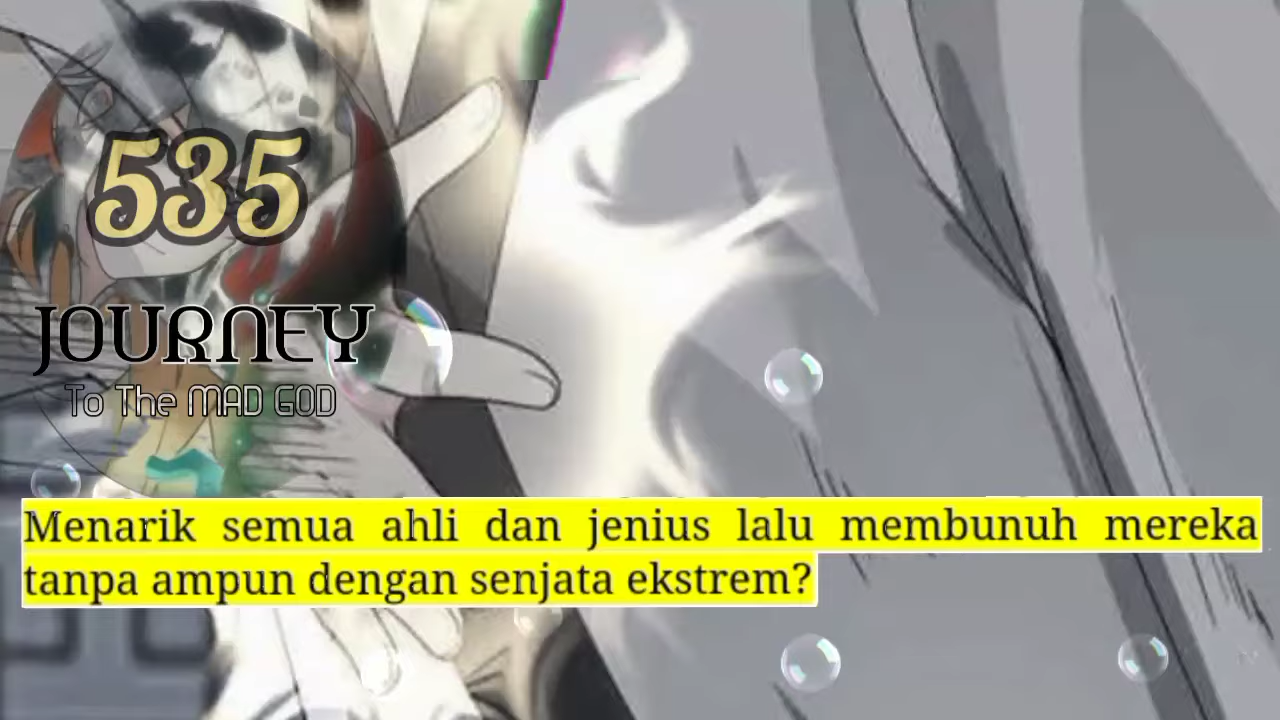 535
JOURNEY
To The MAD GOD
Menarik semua ahli dan jenius lalu membunuh mereka
tanpa ampun dengan senjata ekstrem?